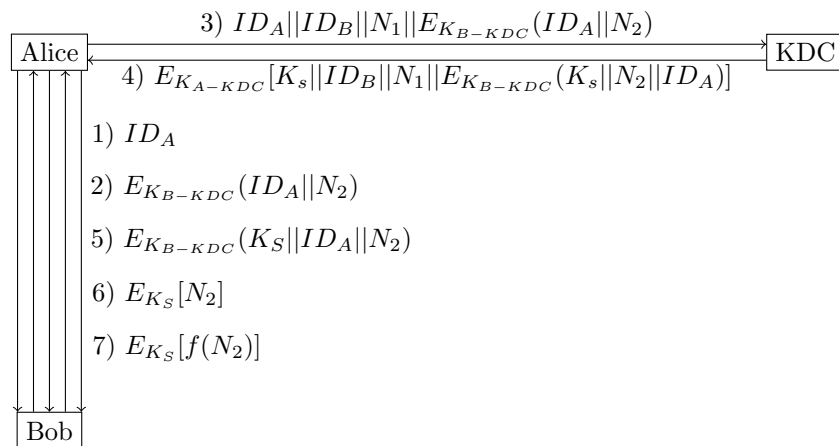 3) $ID_A||ID_B||N_1||E_{K_{B-KDC}}(ID_A||N_2)$
Alice
KDC
4) $E_{K_{A-KDC}}[K_s||ID_B||N_1||E_{K_{B-KDC}}(K_s||N_2||ID_A)]$
1) $ID_A$
2) $E_{K_{B-KDC}}(ID_A||N_2)$
5) $E_{K_{B-KDC}}(K_S||ID_A||N_2)$
6) $E_{K_S}[N_2]$
7) $E_{K_S}[f(N_2)]$
Bob